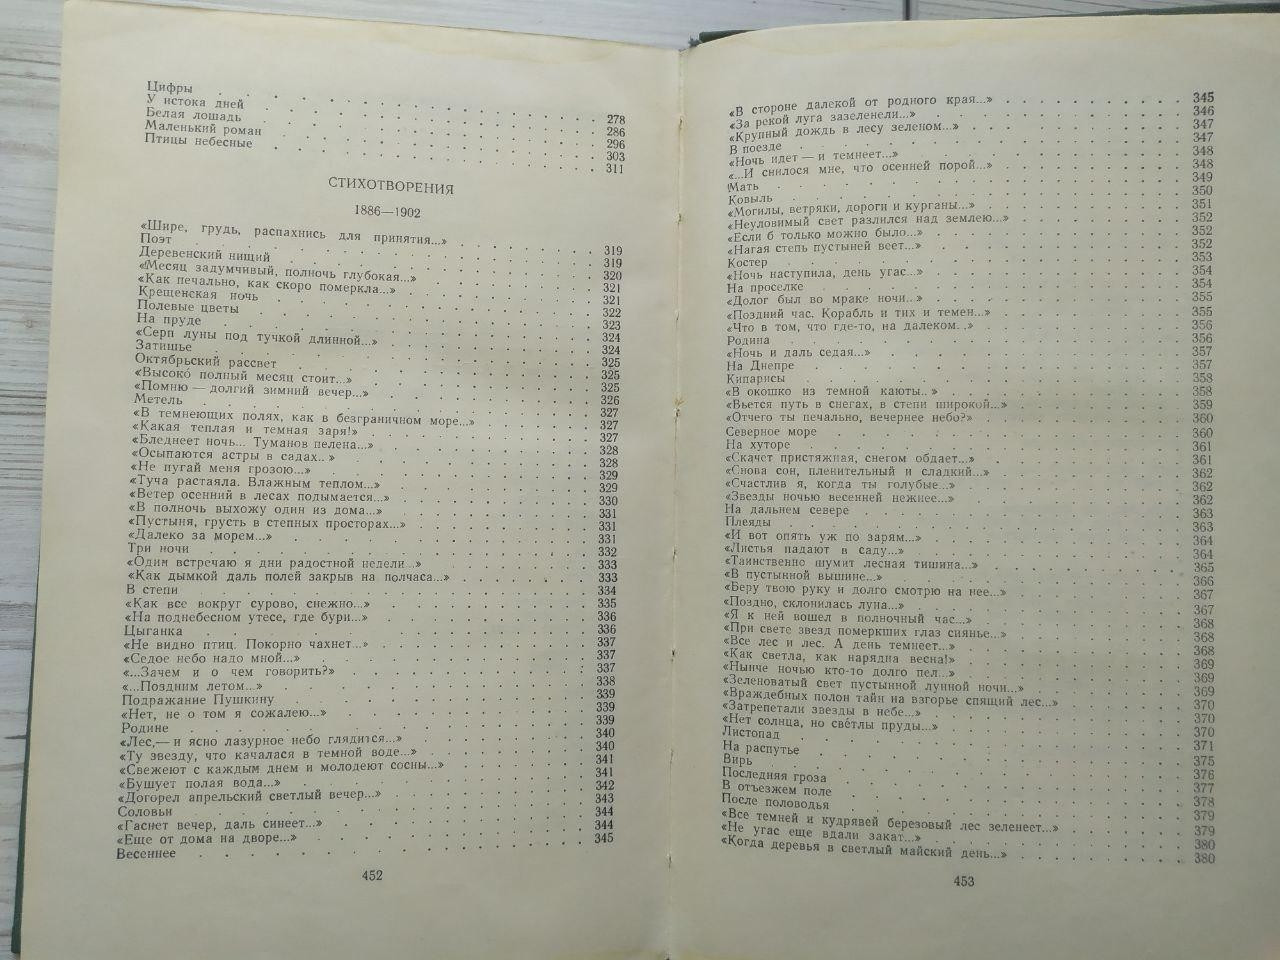 Цифры . . . 278
У истока дней . . . 286
Белая лошадь . . . 296
Маленький роман . . . 303
Птицы небесные . . . 311
СТИХОТВОРЕНИЯ
1886—1902
«Шире, грудь, распахнись для принятия...» . . . 319
Поэт . . . 319
Деревенский нищий . . . 320
«Месяц задумчивый, полночь глубокая...» . . . 321
«Как печально, как скоро померкла...» . . . 321
Крещенская ночь . . . 322
Полевые цветы . . . 323
На пруде . . . 324
«Серп луны под тучкой длинной...» . . . 324
Затишье . . . 325
Октябрьский рассвет . . . 325
«Высоко полный месяц стоит...» . . . 325
«Помню — долгий зимний вечер...» . . . 326
Метель . . . 327
«В темнеющих полях, как в безграничном море...» . . . 327
«Какая теплая и темная заря!» . . . 327
«Бледнеет ночь... Туманов пелена...» . . . 328
«Осыпаются астры в садах.. » . . . 328
«Не пугай меня грозою...» . . . 329
«Туча растаяла. Влажным теплом...» . . . 329
«Ветер осенний в лесах подымается...» . . . 330
«В полночь выхожу один из дома...» . . . 331
«Пустыня, грусть в степных просторах...» . . . 331
«Далеко за морем...» . . . 331
Три ночи . . . 332
«Один встречаю я дни радостной недели...» . . . 333
«Как дымкой даль полей закрыв на полчаса...» . . . 333
В степи . . . 334
«Как все вокруг сурово, снежно...» . . . 335
«На поднебесном утесе, где бури...» . . . 336
Цыганка . . . 336
«Не видно птиц. Покорно чахнет...» . . . 337
«Седое небо надо мной...» . . . 337
«...Зачем и о чем говорить?» . . . 337
«...Поздним летом...» . . . 338
Подражание Пушкину . . . 339
«Нет, не о том я сожалею...» . . . 339
Родине . . . 339
«Лес,— и ясно лазурное небо глядится...» . . . 340
«Ту звезду, что качалася в темной воде...» . . . 340
«Свежеют с каждым днем и молодеют сосны...» . . . 341
«Бушует полая вода...» . . . 341
«Догорел апрельский светлый вечер...» . . . 342
Соловьи . . . 343
«Гаснет вечер, даль синеет...» . . . 344
«Еще от дома на дворе...» . . . 344
Весеннее . . . 345
452
«В стороне далекой от родного края...» . . . 345
«За рекой луга зазеленели...» . . . 346
«Крупный дождь в лесу зеленом...» . . . 347
В поезде . . . 347
«Ночь идет — и темнеет...» . . . 348
«...И снилося мне, что осенней порой...» . . . 348
Мать . . . 349
Ковыль . . . 350
«Могилы, ветряки, дороги и курганы...» . . . 351
«Неуловимый свет разлился над землею...» . . . 352
«Если б только можно было...» . . . 352
«Нагая степь пустыней веет...» . . . 352
Костер . . . 353
«Ночь наступила, день угас...» . . . 354
На проселке . . . 354
«Долог был во мраке ночи...» . . . 355
«Поздний час. Корабль и тих и темен...» . . . 355
«Что в том, что где-то, на далеком...» . . . 356
Родина . . . 356
«Ночь и даль седая...» . . . 357
На Днепре . . . 357
Кипарисы . . . 358
«В окошко из темной каюты.. » . . . 358
«Вьется путь в снегах, в степи широкой...» . . . 359
«Отчего ты печально, вечернее небо?» . . . 360
Северное море . . . 360
На хуторе . . . 361
«Скачет пристяжная, снегом обдает...» . . . 361
«Снова сон, пленительный и сладкий...» . . . 362
«Счастлив я, когда ты голубые...» . . . 362
«Звезды ночью весенней нежнее...» . . . 362
На дальнем севере . . . 363
Плеяды . . . 363
«И вот опять уж по зарям...» . . . 364
«Листья падают в саду...» . . . 364
«Таинственно шумит лесная тишина...» . . . 365
«В пустынной вышине...» . . . 366
«Беру твою руку и долго смотрю на нее...» . . . 367
«Поздно, склонилась луна...» . . . 367
«Я к ней вошел в полночный час...» . . . 368
«При свете звезд померкших глаз сиянье...» . . . 368
«Все лес и лес. А день темнеет...» . . . 368
«Как светла, как нарядна весна!» . . . 369
«Нынче ночью кто-то долго пел...» . . . 369
«Зеленоватый свет пустынной лунной ночи...» . . . 369
«Враждебных полон тайн на взгорье спящий лес...» . . . 370
«Затрепетали звезды в небе...» . . . 370
«Нет солнца, но светлы пруды...» . . . 370
Листопад . . . 371
На распутье . . . 375
Вирь . . . 376
Последняя гроза . . . 377
В отъезжем поле . . . 378
После половодья . . . 379
«Все темней и кудрявей березовый лес зеленеет...» . . . 379
«Не угас еще вдали закат...» . . . 380
«Когда деревья в светлый майский день...» . . . 380
453